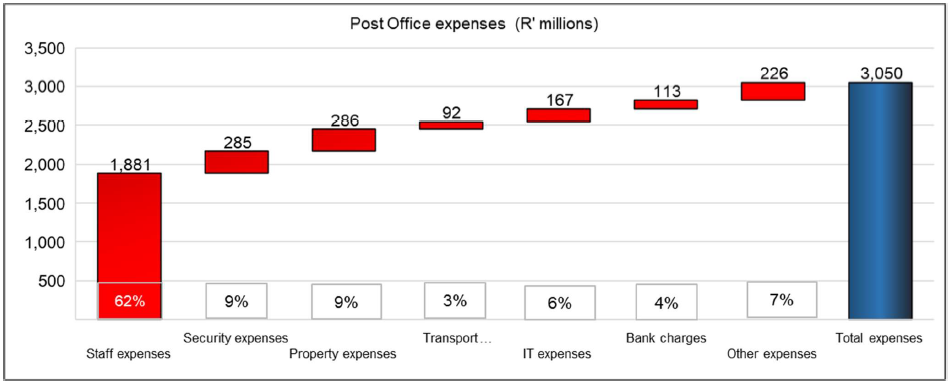 Post Office expenses (R' millions)
3,500
3,000
2,500
2,000
1,500
1,000
500
1,881
285
286
92
167
113
226
3,050
62%
9%
9%
3%
6%
4%
7%
Staff expenses
Security expenses
Property expenses
Transport ...
IT expenses
Bank charges
Other expenses
Total expenses